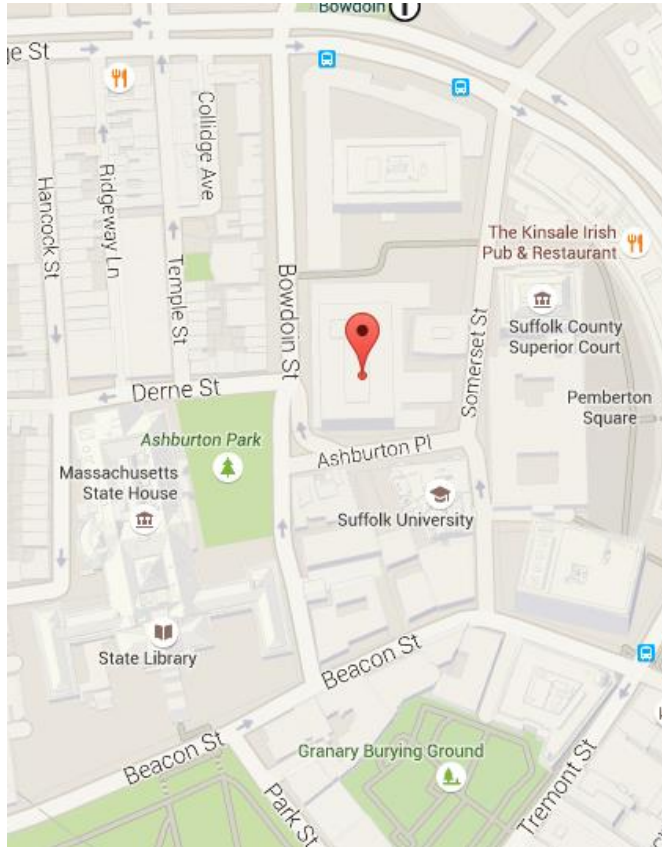 Bowdoin
ge St
Collidge Ave
Ridgeway Ln
Hancock St
Temple St
Bowdoin St
Somerset St
The Kinsale Irish
Pub & Restaurant
Suffolk County
Superior Court
Pemberton
Square
Derne St
Ashburton Park
Ashburton Pl
Massachusetts
State House
Suffolk University
State Library
Beacon St
Beacon St
Granary Burying Ground
Park St
Tremont St